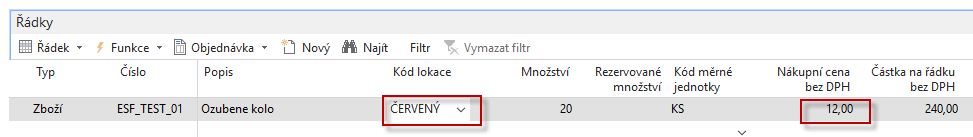 Řádky
Řádek Funkce Objednávka Nový Najít Filtr Vymazat filtr
Typ Číslo Popis Kód lokace Množství Rezervované množství Kód měrné jednotky Nákupní cena bez DPH Částka na řádku bez DPH
Zboží ESF_TEST_01 Ozubene kolo ČERVENÝ 20 KS 12,00 240,00